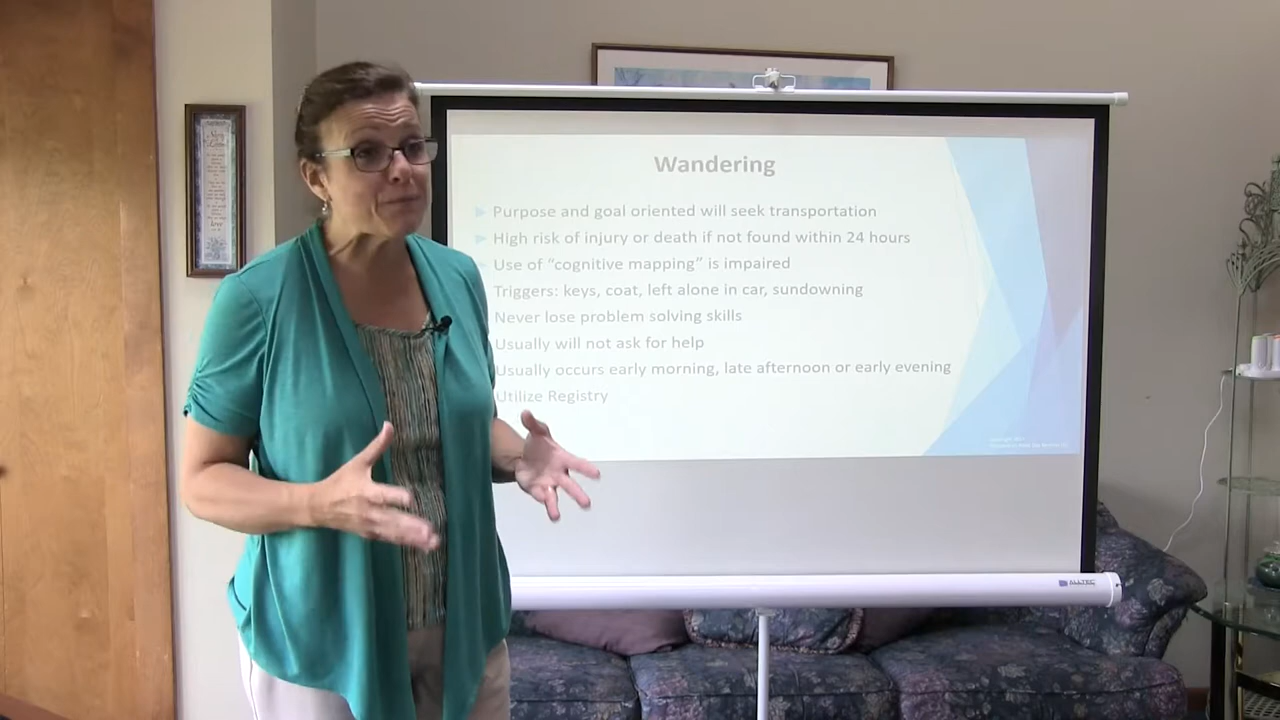 Wandering
Purpose and goal oriented will seek transportation
High risk of injury or death if not found within 24 hours
Use of “cognitive mapping” is impaired
Triggers: keys, coat, left alone in car, sundowning
Never lose problem solving skills
Usually will not ask for help
Usually occurs early morning, late afternoon or early evening
Utilize Registry
ALLTEC